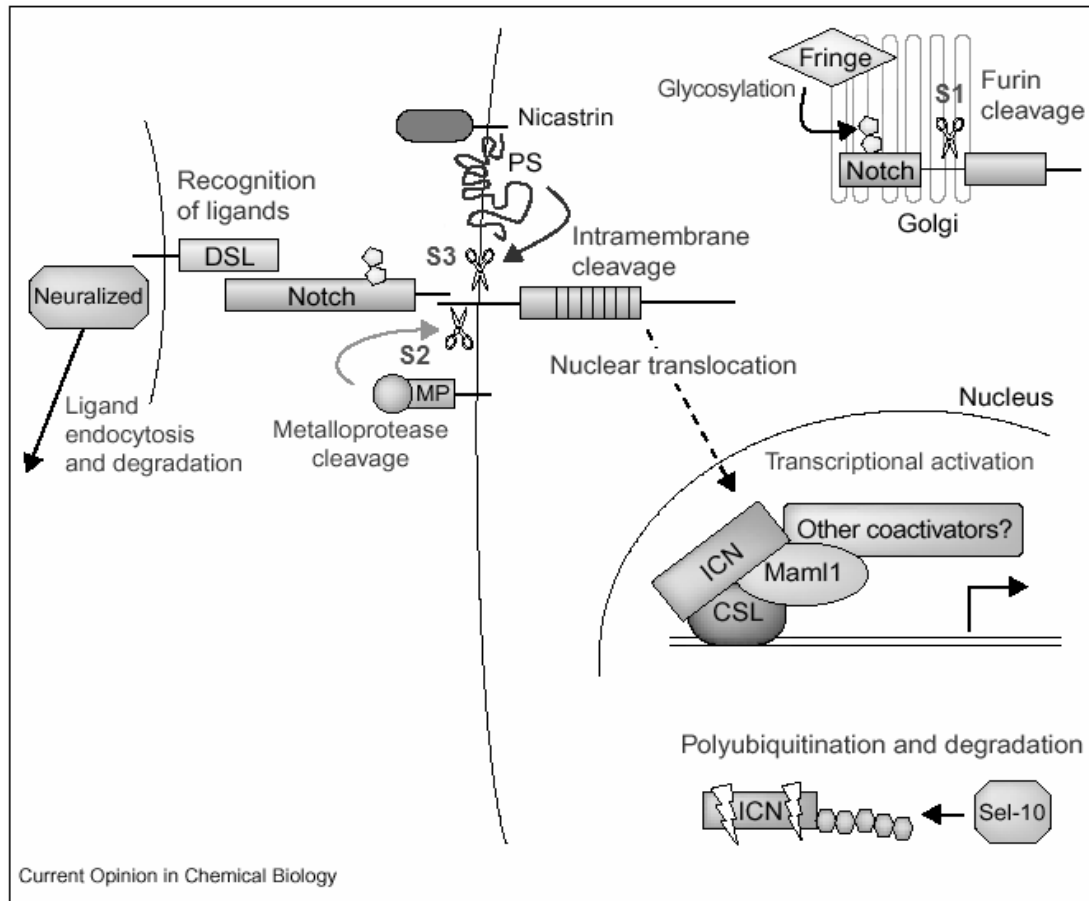 Fringe
Glycosylation
S1
Furin
cleavage
Notch
Golgi
Nicastrin
PS
Recognition
of ligands
DSL
Neuralized
Notch
S3
Intramembrane
cleavage
S2
MP
Metalloprotease
cleavage
Ligand
endocytosis
and degradation
Nuclear translocation
Nucleus
Transcriptional activation
Other coactivators?
ICN
Maml1
CSL
Polyubiquitination and degradation
ICN
Sel-10
Current Opinion in Chemical Biology